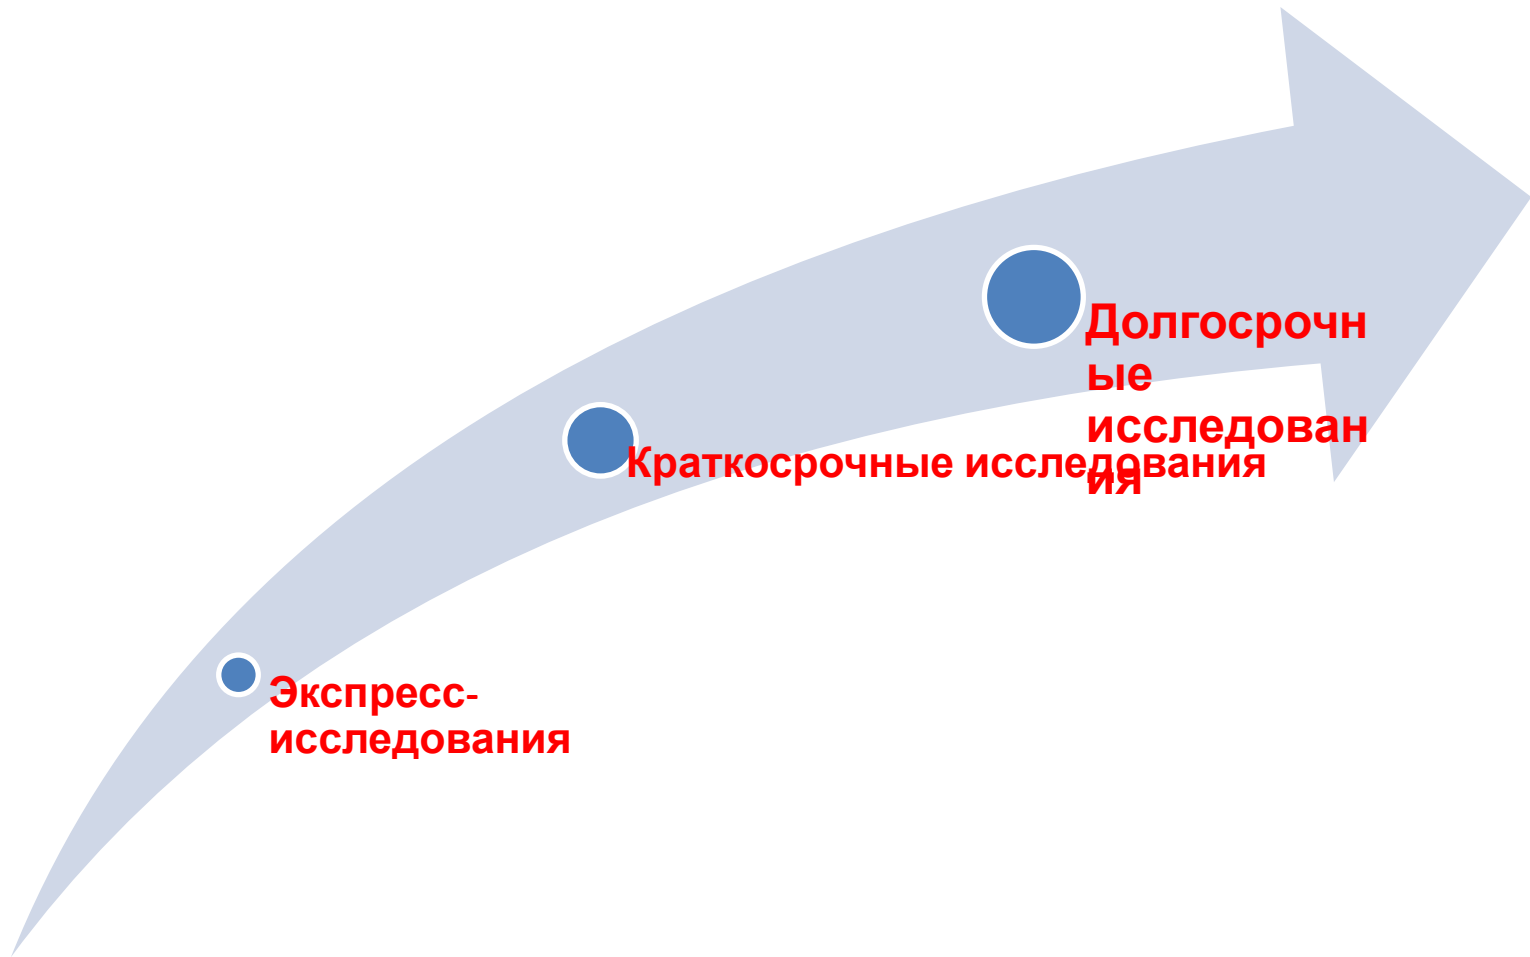 Долгосрочн
ые
исследован
ия
Краткосрочные исследования
Экспресс-
исследования